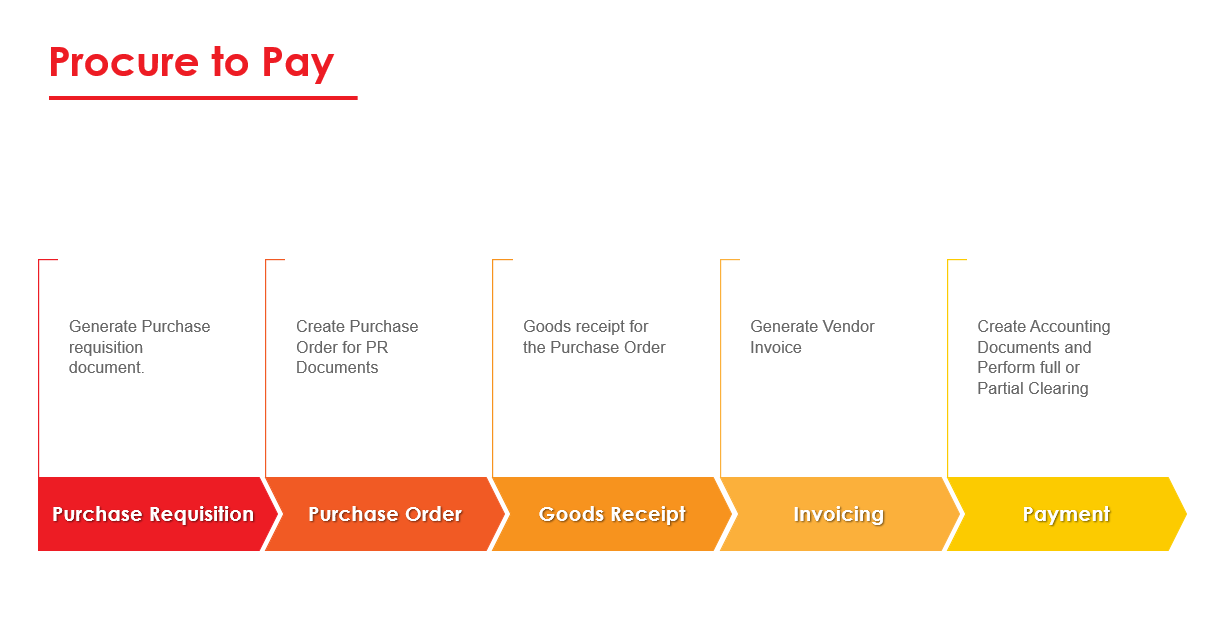 Procure to Pay
Generate Purchase
requisition
document.
Create Purchase
Order for PR
Documents
Goods receipt for
the Purchase Order
Generate Vendor
Invoice
Create Accounting
Documents and
Perform full or
Partial Clearing
Purchase Requisition
Purchase Order
Goods Receipt
Invoicing
Payment